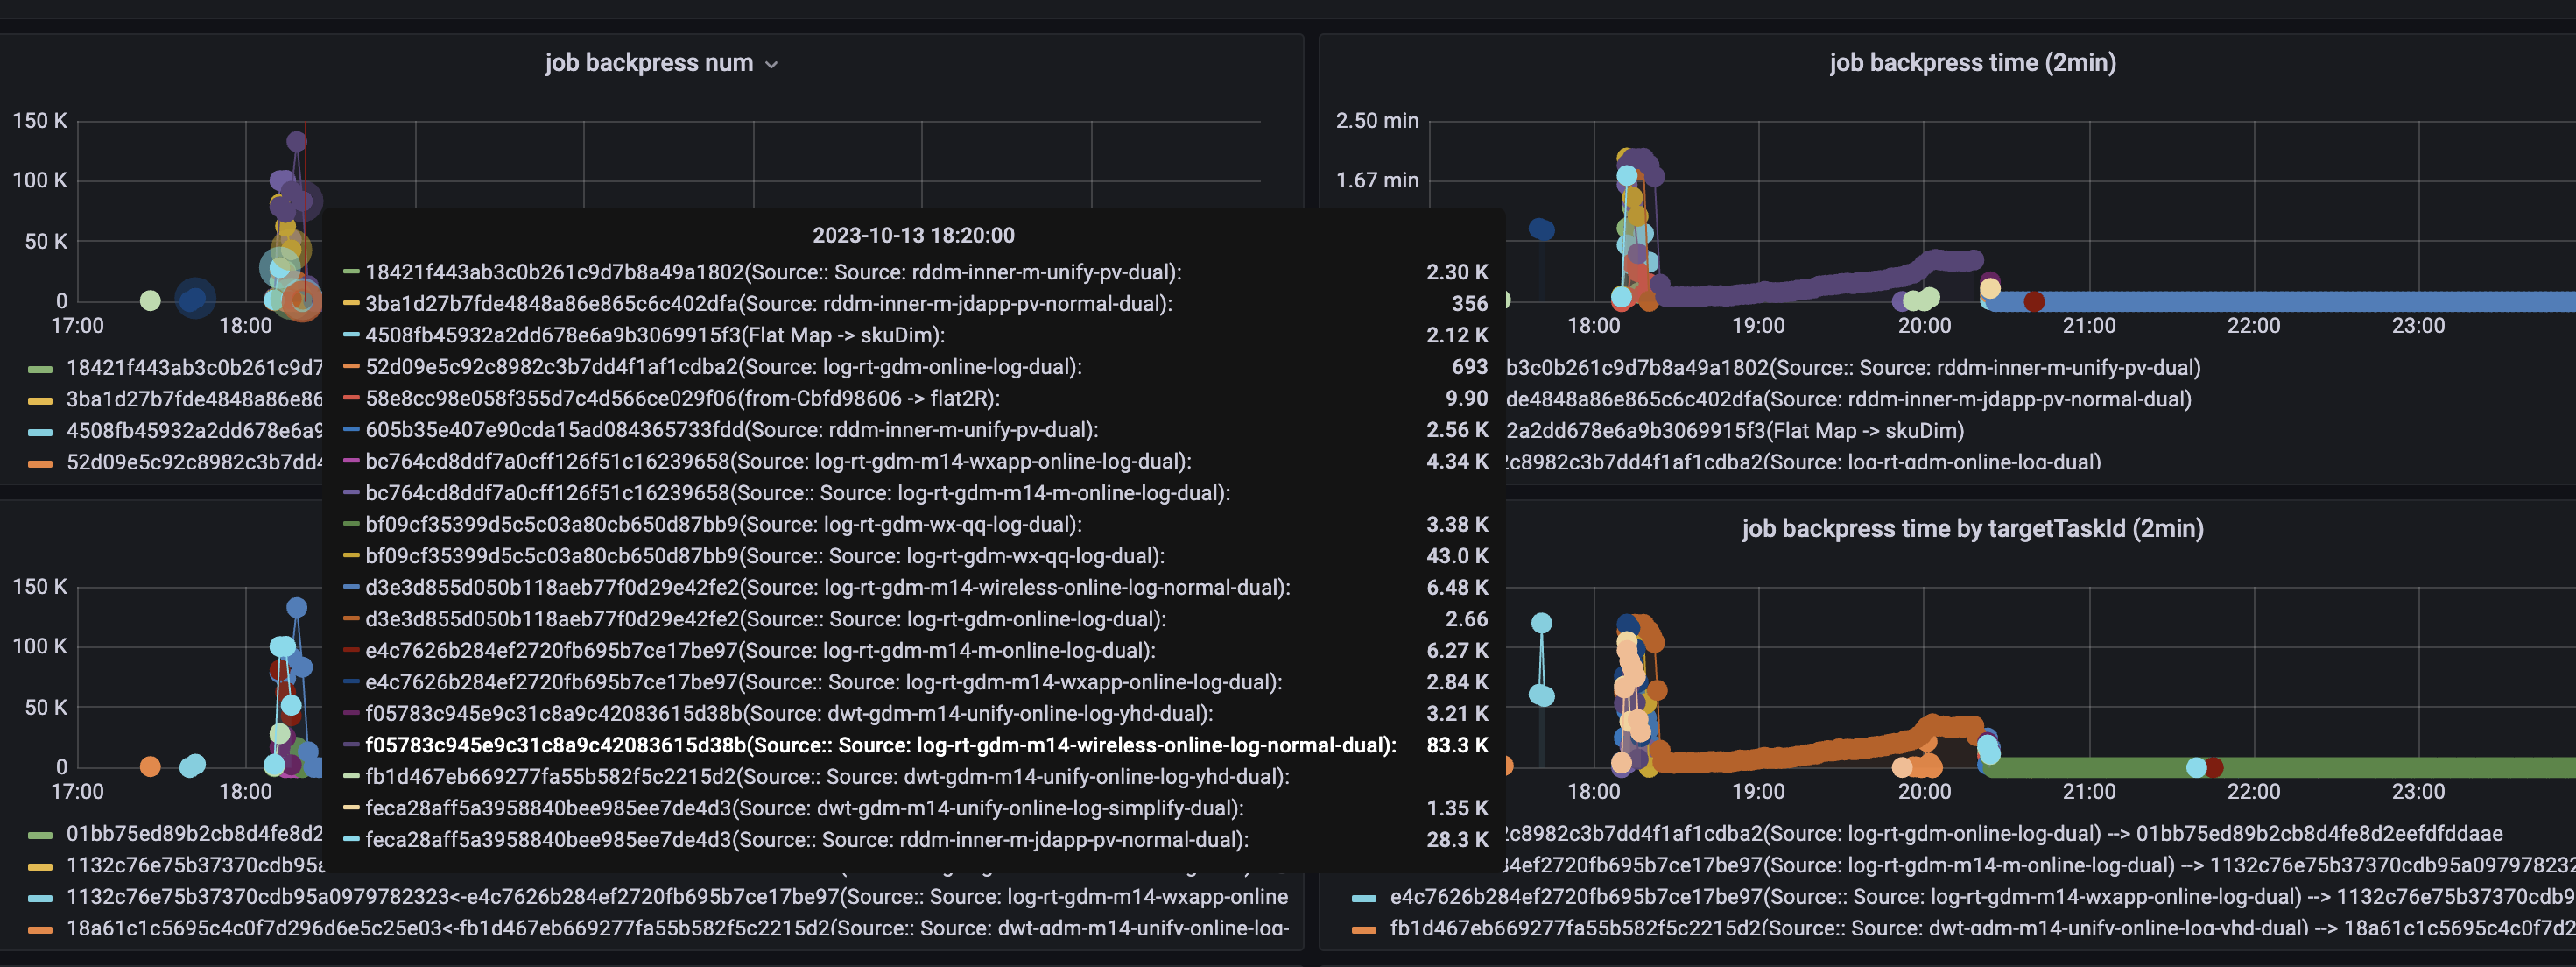 job backpress num
150 K
100 K
50 K
0
17:00
18:00
18421f443ab3c0b261c9d7
3ba1d27b7fde4848a86e86
4508fb45932a2dd678e6a9
52d09e5c92c8982c3b7dd4
job backpress time (2min)
2.50 min
1.67 min
18:00
19:00
20:00
21:00
22:00
23:00
b3c0b261c9d7b8a49a1802(Source:: Source: rddm-inner-m-unify-pv-dual)
de4848a86e865c6c402dfa(Source: rddm-inner-m-jdapp-pv-normal-dual)
2a2dd678e6a9b3069915f3(Flat Map -> skuDim)
c8982c3b7dd4f1af1cdba2(Source: log-rt-gdm-online-log-dual)
2023-10-13 18:20:00
18421f443ab3c0b261c9d7b8a49a1802(Source:: Source: rddm-inner-m-unify-pv-dual): 2.30 K
3ba1d27b7fde4848a86e865c6c402dfa(Source: rddm-inner-m-jdapp-pv-normal-dual): 356
4508fb45932a2dd678e6a9b3069915f3(Flat Map -> skuDim): 2.12 K
52d09e5c92c8982c3b7dd4f1af1cdba2(Source: log-rt-gdm-online-log-dual): 693
58e8cc98e058f355d7c4d566ce029f06(from-Cbfd98606 -> flat2R): 9.90
605b35e407e90cda15ad084365733fdd(Source: rddm-inner-m-unify-pv-dual): 2.56 K
bc764cd8ddf7a0cff126f51c16239658(Source: log-rt-gdm-m14-wxapp-online-log-dual): 4.34 K
bc764cd8ddf7a0cff126f51c16239658(Source:: Source: log-rt-gdm-m14-m-online-log-dual):
bf09cf35399d5c5c03a80cb650d87bb9(Source: log-rt-gdm-wx-qq-log-dual): 3.38 K
bf09cf35399d5c5c03a80cb650d87bb9(Source:: Source: log-rt-gdm-wx-qq-log-dual): 43.0 K
d3e3d855d050b118aeb77f0d29e42fe2(Source: log-rt-gdm-m14-wireless-online-log-normal-dual): 6.48 K
d3e3d855d050b118aeb77f0d29e42fe2(Source:: Source: log-rt-gdm-online-log-dual): 2.66
e4c7626b284ef2720fb695b7ce17be97(Source: log-rt-gdm-m14-m-online-log-dual): 6.27 K
e4c7626b284ef2720fb695b7ce17be97(Source:: Source: log-rt-gdm-m14-wxapp-online-log-dual): 2.84 K
f05783c945e9c31c8a9c42083615d38b(Source: dwt-gdm-m14-unify-online-log-yhd-dual): 3.21 K
f05783c945e9c31c8a9c42083615d38b(Source:: Source: log-rt-gdm-m14-wireless-online-log-normal-dual): 83.3 K
fb1d467eb669277fa55b582f5c2215d2(Source:: Source: dwt-gdm-m14-unify-online-log-yhd-dual):
feca28aff5a3958840bee985ee7de4d3(Source: dwt-gdm-m14-unify-online-log-simplify-dual): 1.35 K
feca28aff5a3958840bee985ee7de4d3(Source:: Source: rddm-inner-m-jdapp-pv-normal-dual): 28.3 K
150 K
100 K
50 K
0
17:00
18:00
01bb75ed89b2cb8d4fe8d2
1132c76e75b37370cdb95a
1132c76e75b37370cdb95a0979782323<-e4c7626b284ef2720fb695b7ce17be97(Source:: Source: log-rt-gdm-m14-wxapp-online
18a61c1c5695c4c0f7d296d6e5c25e03<-fb1d467eb669277fa55b582f5c2215d2(Source:: Source: dwt-gdm-m14-unify-online-log-
job backpress time by targetTaskId (2min)
18:00
19:00
20:00
21:00
22:00
23:00
c8982c3b7dd4f1af1cdba2(Source: log-rt-gdm-online-log-dual) --> 01bb75ed89b2cb8d4fe8d2eefdfddaae
4ef2720fb695b7ce17be97(Source: log-rt-gdm-m14-m-online-log-dual) --> 1132c76e75b37370cdb95a0979782323
e4c7626b284ef2720fb695b7ce17be97(Source:: Source: log-rt-gdm-m14-wxapp-online-log-dual) --> 1132c76e75b37370cdb9
fb1d467eb669277fa55b582f5c2215d2(Source:: Source: dwt-gdm-m14-unify-online-log-yhd-dual) --> 18a61c1c5695c4c0f7d2